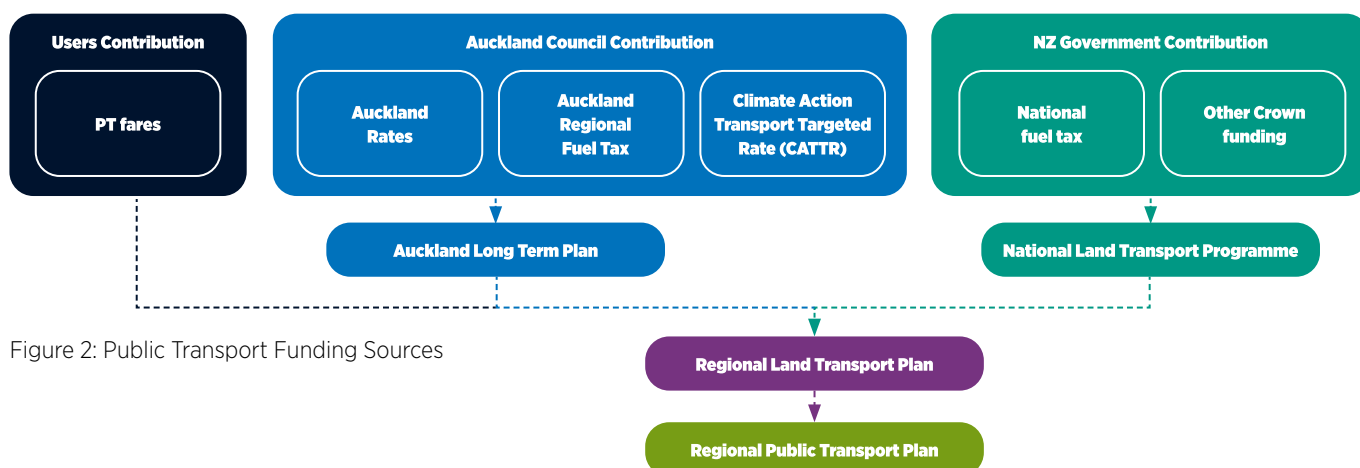 Users Contribution
PT fares
Auckland Council Contribution
Auckland
Rates
Auckland
Regional
Fuel Tax
Climate Action
Transport Targeted
Rate (CATTR)
NZ Government Contribution
National
fuel tax
Other Crown
funding
Auckland Long Term Plan
National Land Transport Programme
Figure 2: Public Transport Funding Sources
Regional Land Transport Plan
Regional Public Transport Plan